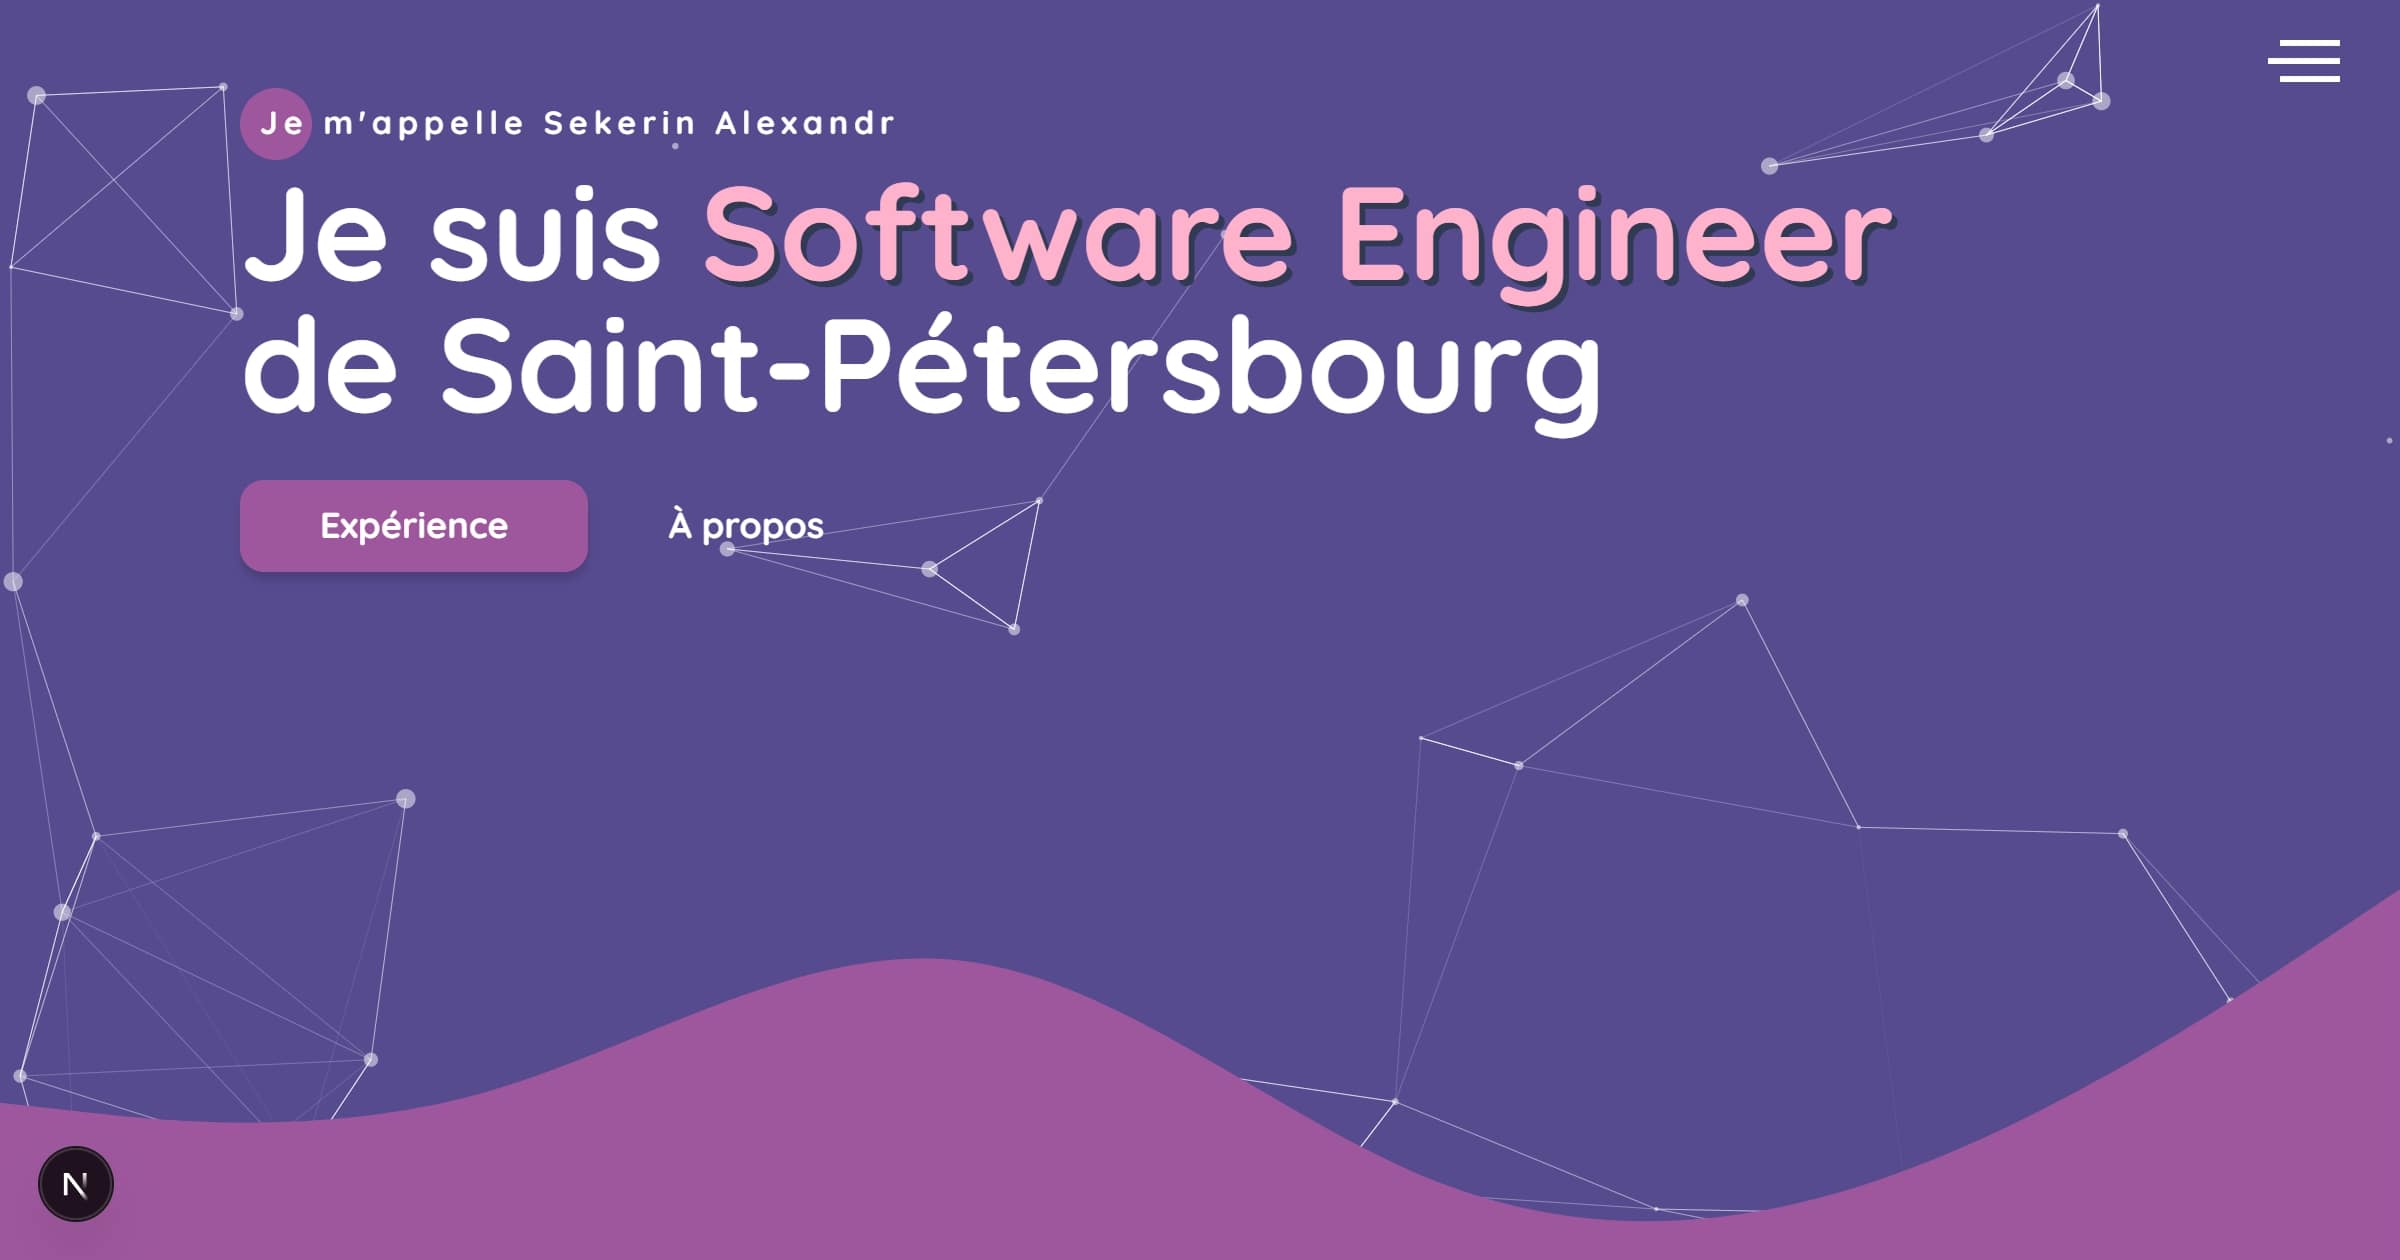 Je m'appelle Sekerin Alexandr
Je suis Software Engineer
de Saint-Pétersbourg
Expérience
À propos
N